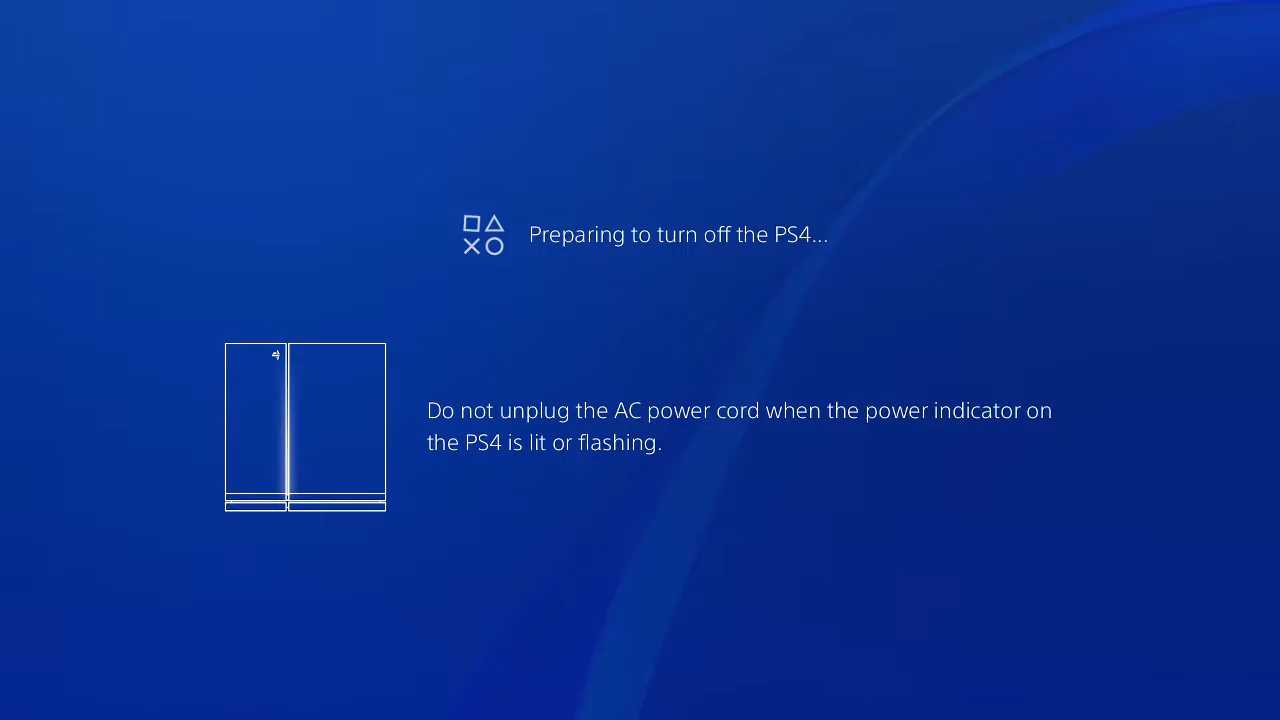 Preparing to turn off the PS4...
Do not unplug the AC power cord when the power indicator on
the PS4 is lit or flashing.